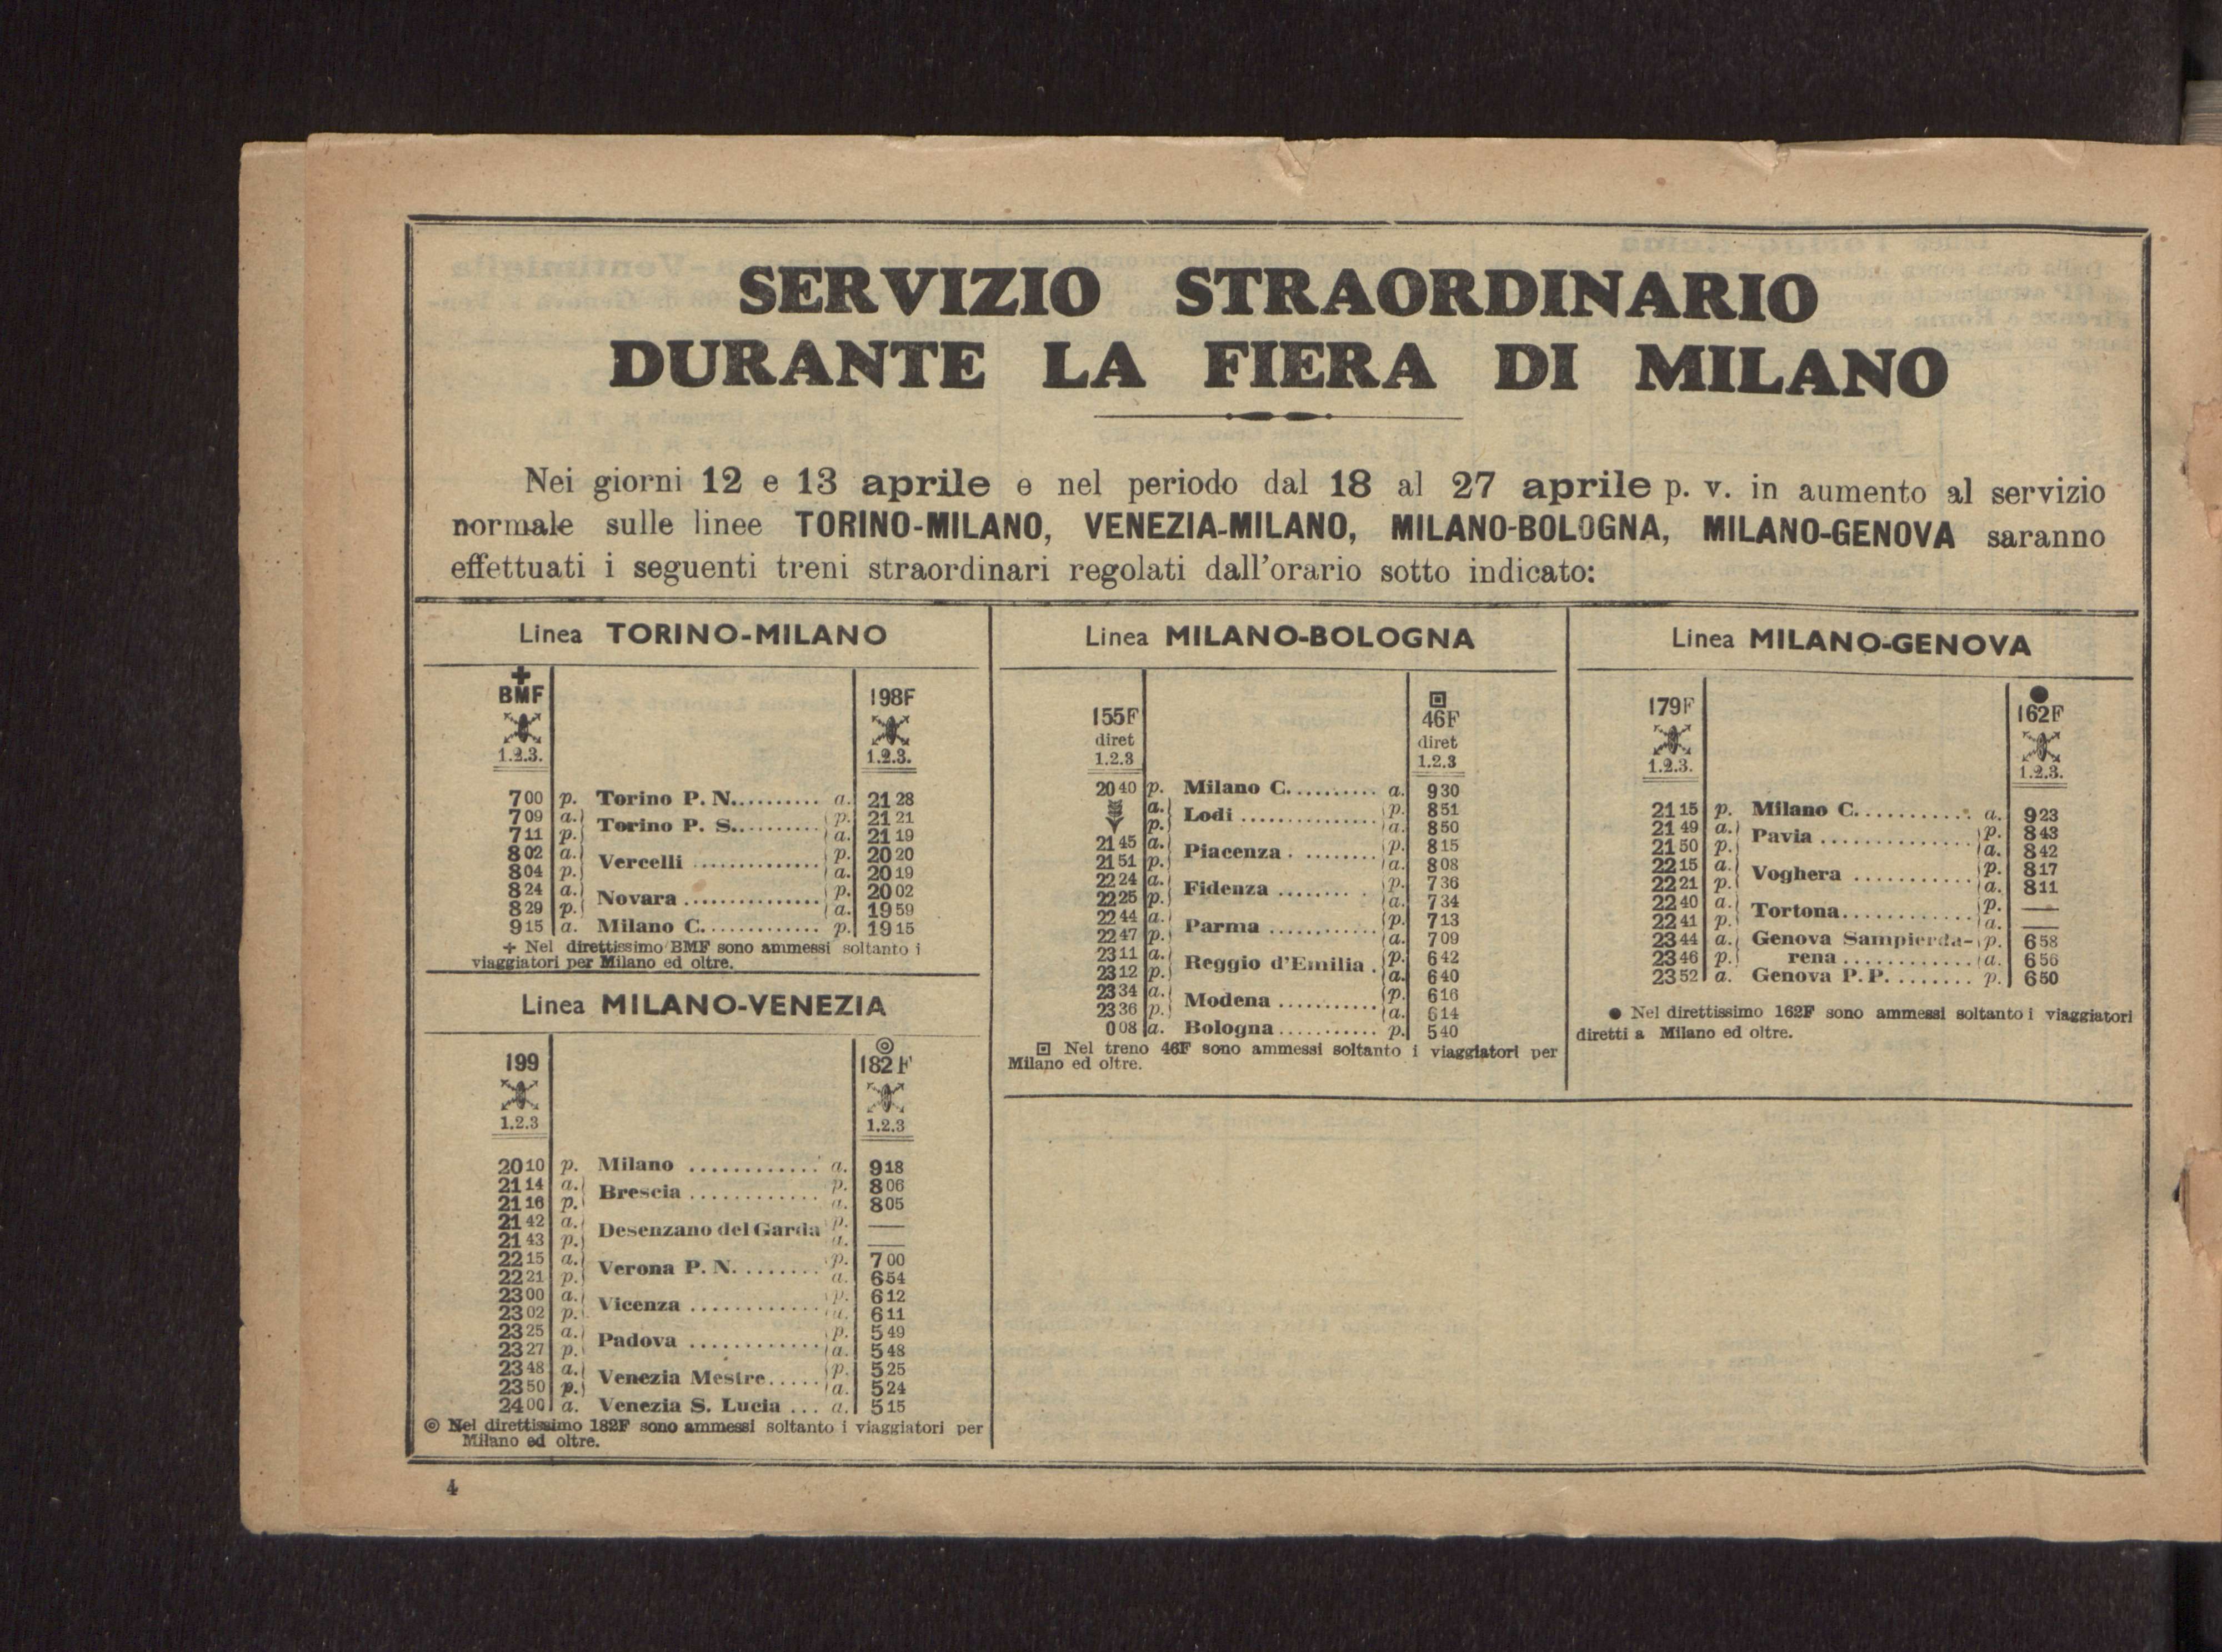 SERVIZIO STRAORDINARIO
DURANTE LA FIERA DI MILANO
Nei giorni 12 e 13 aprile e nel periodo dal 18 al 27 aprile p. v. in aumento al servizio
normale sulle linee TORINO-MILANO, VENEZIA-MILANO, MILANO-BOLOGNA, MILANO-GENOVA saranno
effettuati i seguenti treni straordinari regolati dall'orario sotto indicato:
Linea TORINO-MILANO
✚
BMF 198F
1.2.3. 1.2.3.
7 00 p. Torino P. N. .......... a. 21 28
7 09 a. Torino P. S. .......... p. 21 21
7 11 p. a. 21 19
8 02 a. Vercelli .............. p. 20 20
8 04 p. a. 20 19
8 24 a. Novara ............... p. 20 02
8 29 p. a. 19 59
9 15 a. Milano C. ............ p. 19 15
✚ Nel direttissimo BMF sono ammessi soltanto i
viaggiatori per Milano ed oltre.
Linea MILANO-VENEZIA
◎
199 182 F
1.2.3 1.2.3
20 10 p. Milano ............ a. 9 18
21 14 a. Brescia ............ p. 8 06
21 16 p. a. 8 05
21 42 a. Desenzano del Garda p. —
21 43 p. a. —
22 15 a. Verona P. N. ........ p. 7 00
22 21 p. a. 6 54
23 00 a. Vicenza ............ p. 6 12
23 02 p. a. 6 11
23 25 a. Padova ............ p. 5 49
23 27 p. a. 5 48
23 48 a. Venezia Mestre ..... p. 5 25
23 50 p. a. 5 24
24 00 a. Venezia S. Lucia ... a. 5 15
◎ Nel direttissimo 182F sono ammessi soltanto i viaggiatori per
Milano ed oltre.
Linea MILANO-BOLOGNA
155F 46F
diret diret
1.2.3 1.2.3
20 40 p. Milano C. ......... a. 9 30
a. Lodi ............... p. 8 51
p. a. 8 50
21 45 a. Piacenza . ......... p. 8 15
21 51 p. a. 8 08
22 24 a. Fidenza ........ . p. 7 36
22 25 p. a. 7 34
22 44 a. Parma ............ p. 7 13
22 47 p. a. 7 09
23 11 a. Reggio d'Emilia . p. 6 42
23 12 p. a. 6 40
23 34 a. Modena ........... p. 6 16
23 36 p. a. 6 14
0 08 a. Bologna ........... p. 5 40
▣ Nel treno 46F sono ammessi soltanto i viaggiatori per
Milano ed oltre.
Linea MILANO-GENOVA
●
179F 162F
1.2.3. 1.2.3.
21 15 p. Milano C. ........... a. 9 23
21 49 a. Pavia ............... p. 8 43
21 50 p. a. 8 42
22 15 a. Voghera ............ p. 8 17
22 21 p. a. 8 11
22 40 a. Tortona ............. p. —
22 41 p. a. —
23 44 a. Genova Sampierda- p. 6 58
23 46 p. rena ............ a. 6 56
23 52 a. Genova P. P. ........ p. 6 50
● Nel direttissimo 162F sono ammessi soltanto i viaggiatori
diretti a Milano ed oltre.
4